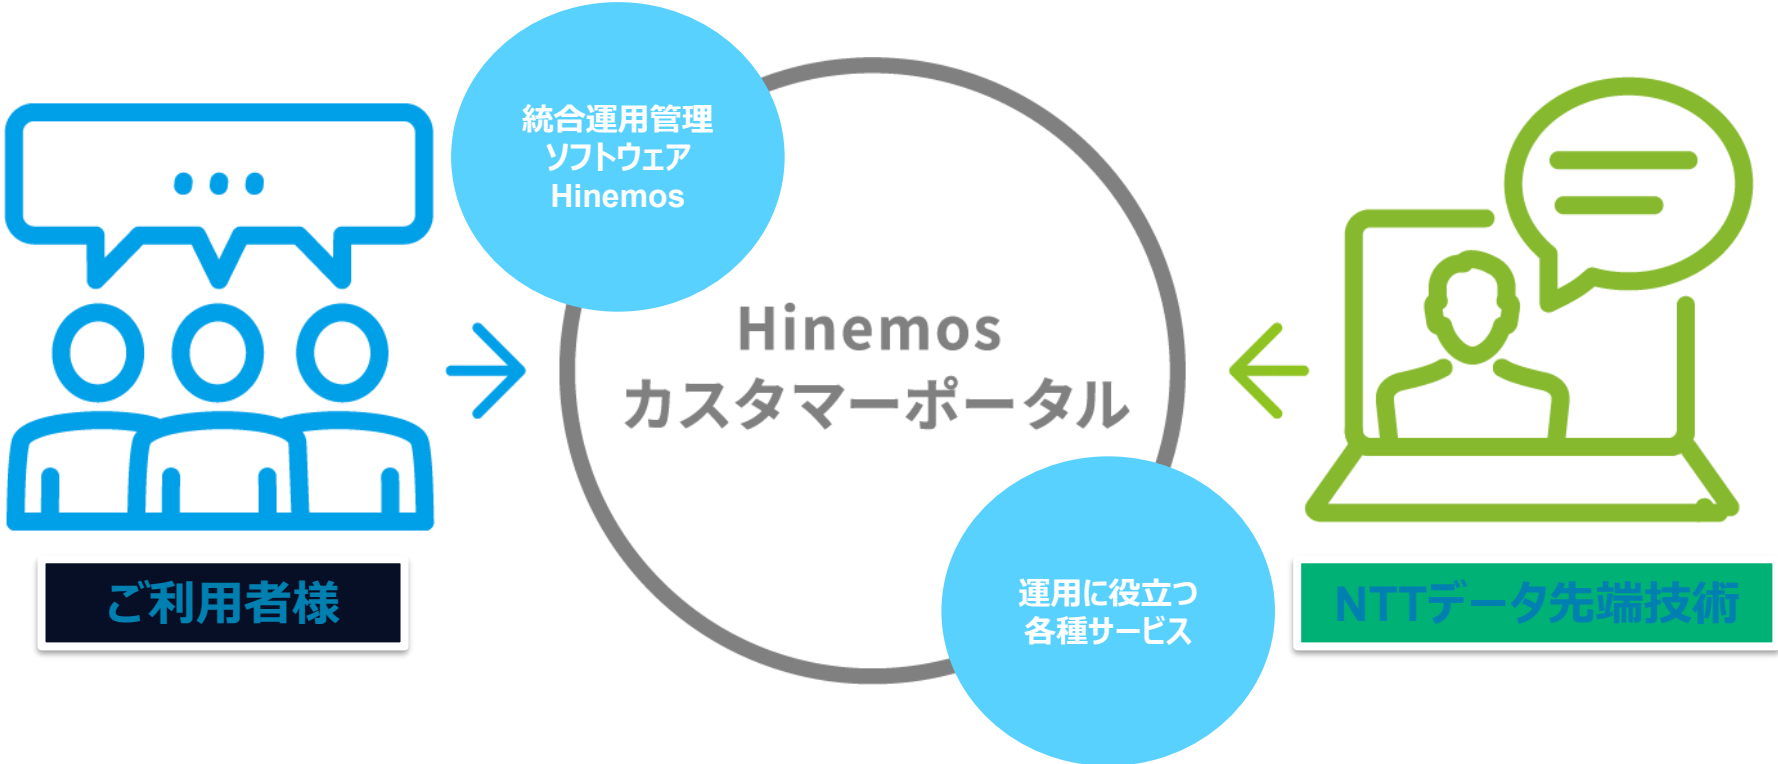 統合運用管理
ソフトウェア
Hinemos
Hinemos
カスタマーポータル
ご利用者様
運用に役立つ
各種サービス
NTTデータ先端技術